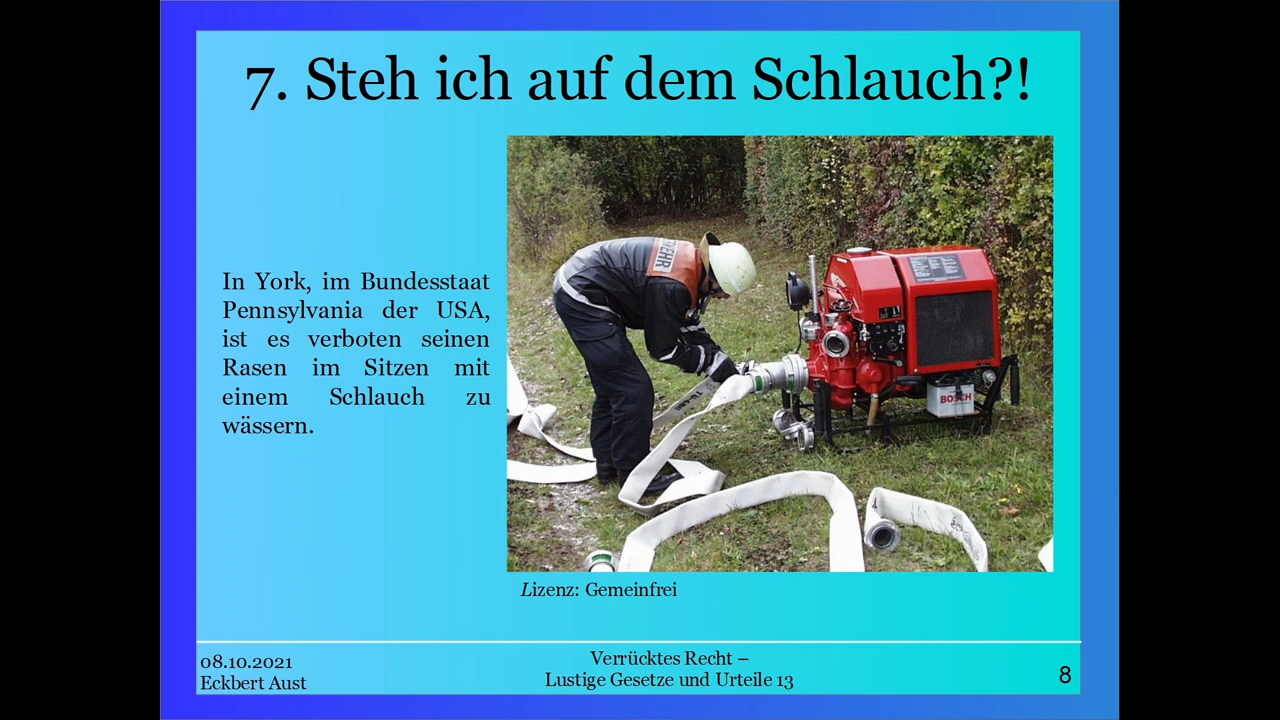 7. Steh ich auf dem Schlauch?!
In York, im Bundesstaat
Pennsylvania der USA,
ist es verboten seinen
Rasen im Sitzen mit
einem Schlauch zu
wässern.
BOSCH
Lizenz: Gemeinfrei
08.10.2021
Eckbert Aust
Verrücktes Recht –
Lustige Gesetze und Urteile 13
8